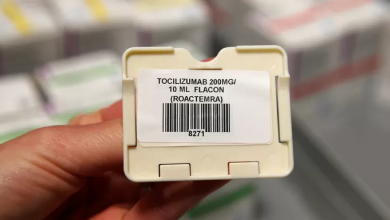 TOCILIZUMAB 200MG/
10 ML FLACON
(ROACTEMRA)
8271